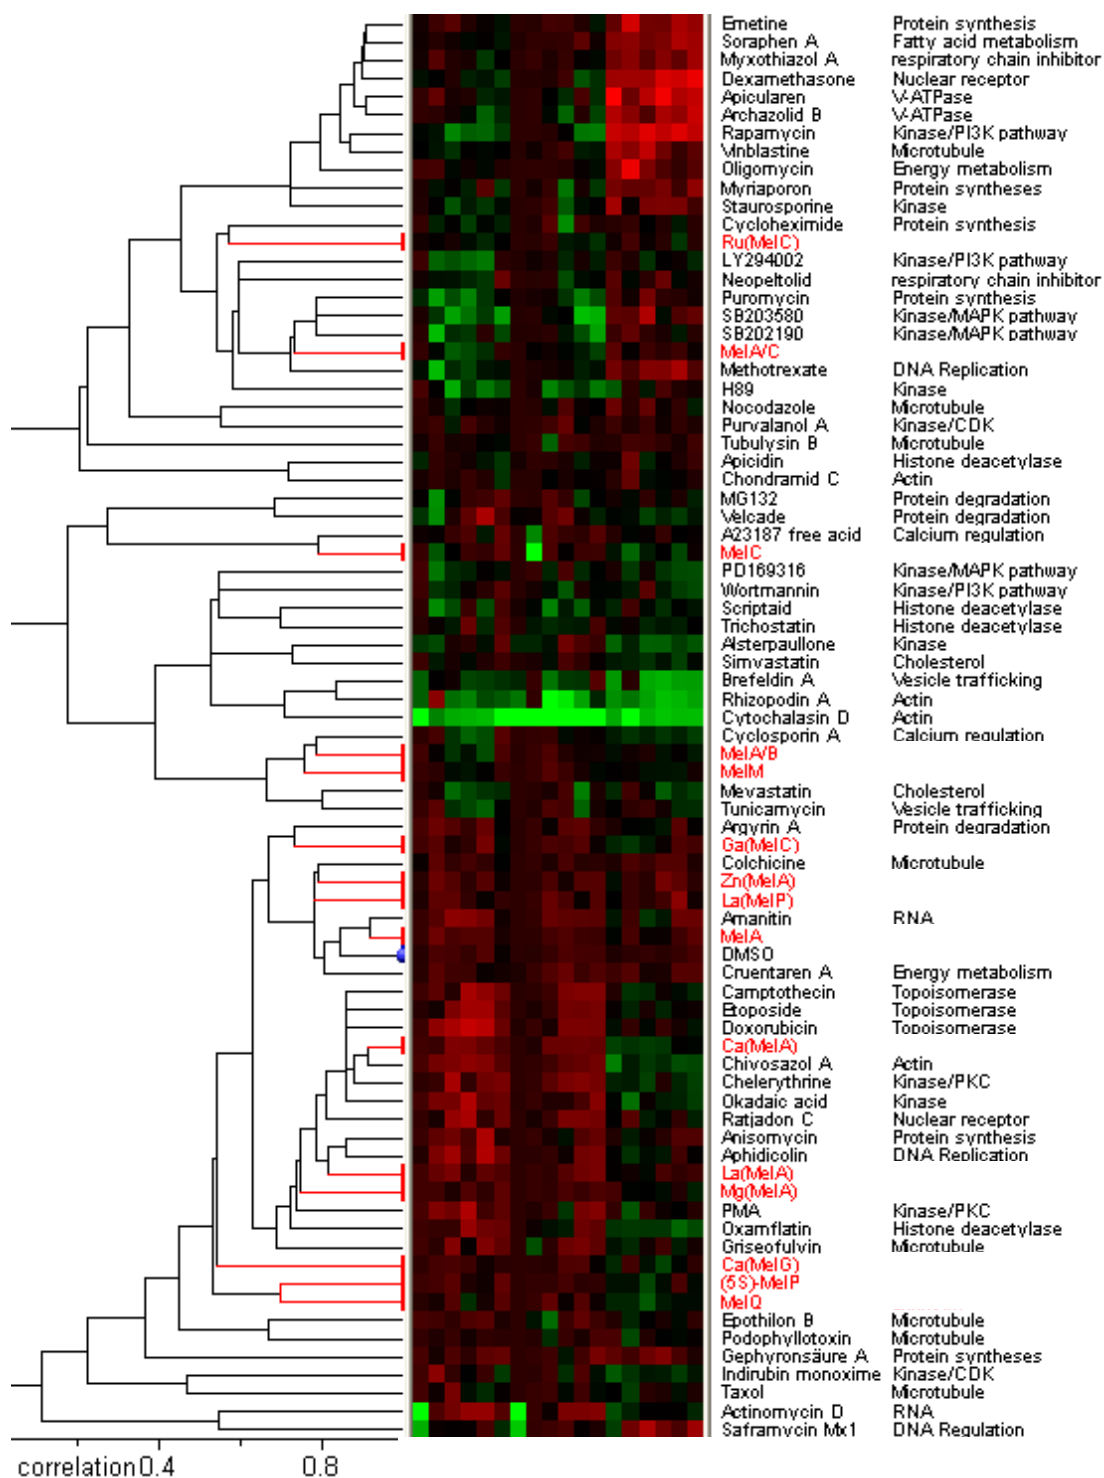 Emetine Protein synthesis
Soraphen A Fatty acid metabolism
Myxothiazol A respiratory chain inhibitor
Dexamethasone Nuclear receptor
Apicularen V-ATPase
Archazolid B V-ATPase
Rapamycin Kinase/PI3K pathway
Vinblastine Microtubule
Oligomycin Energy metabolism
Myriaporon Protein syntheses
Staurosporine Kinase
Cycloheximide Protein synthesis
Ru(MelC)
LY294002 Kinase/PI3K pathway
Neopeltolid respiratory chain inhibitor
Puromycin Protein synthesis
SB203580 Kinase/MAPK pathway
SB202190 Kinase/MAPK pathway
MelA/C
Methotrexate DNA Replication
H89 Kinase
Nocodazole Microtubule
Purvalanol A Kinase/CDK
Tubulysin B Microtubule
Apicidin Histone deacetylase
Chondramid C Actin
MG132 Protein degradation
Velcade Protein degradation
A23187 free acid Calcium regulation
MelC
PD169316 Kinase/MAPK pathway
Wortmannin Kinase/PI3K pathway
Scriptaid Histone deacetylase
Trichostatin Histone deacetylase
Alsterpaullone Kinase
Simvastatin Cholesterol
Brefeldin A Vesicle trafficking
Rhizopodin A Actin
Cytochalasin D Actin
Cyclosporin A Calcium regulation
MelA/B
MelM
Mevastatin Cholesterol
Tunicamycin Vesicle trafficking
Argyrin A Protein degradation
Ga(MelC)
Colchicine Microtubule
Zn(MelA)
La(MelP)
Amanitin RNA
MelA
DMSO
Cruentaren A Energy metabolism
Camptothecin Topoisomerase
Etoposide Topoisomerase
Doxorubicin Topoisomerase
Ca(MelA)
Chivosazol A Actin
Chelerythrine Kinase/PKC
Okadaic acid Kinase
Ratjadon C Nuclear receptor
Anisomycin Protein synthesis
Aphidicolin DNA Replication
La(MelA)
Mg(MelA)
PMA Kinase/PKC
Oxamflatin Histone deacetylase
Griseofulvin Microtubule
Ca(MelG)
(5S)-MelP
MelQ
Epothilon B Microtubule
Podophyllotoxin Microtubule
Gephyronsäure A Protein syntheses
Indirubin monoxime Kinase/CDK
Taxol Microtubule
Actinomycin D RNA
Saframycin Mx1 DNA Regulation
correlation 0.4 0.8